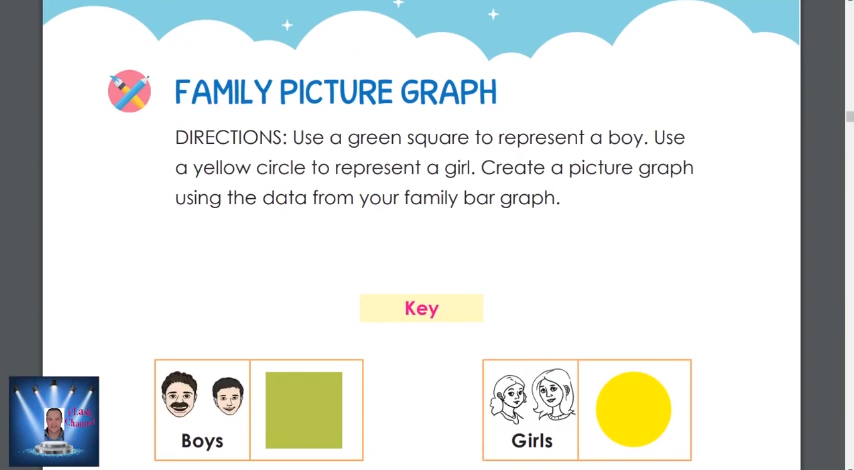 FAMILY PICTURE GRAPH
DIRECTIONS: Use a green square to represent a boy. Use
a yellow circle to represent a girl. Create a picture graph
using the data from your family bar graph.
Key
Boys
Girls